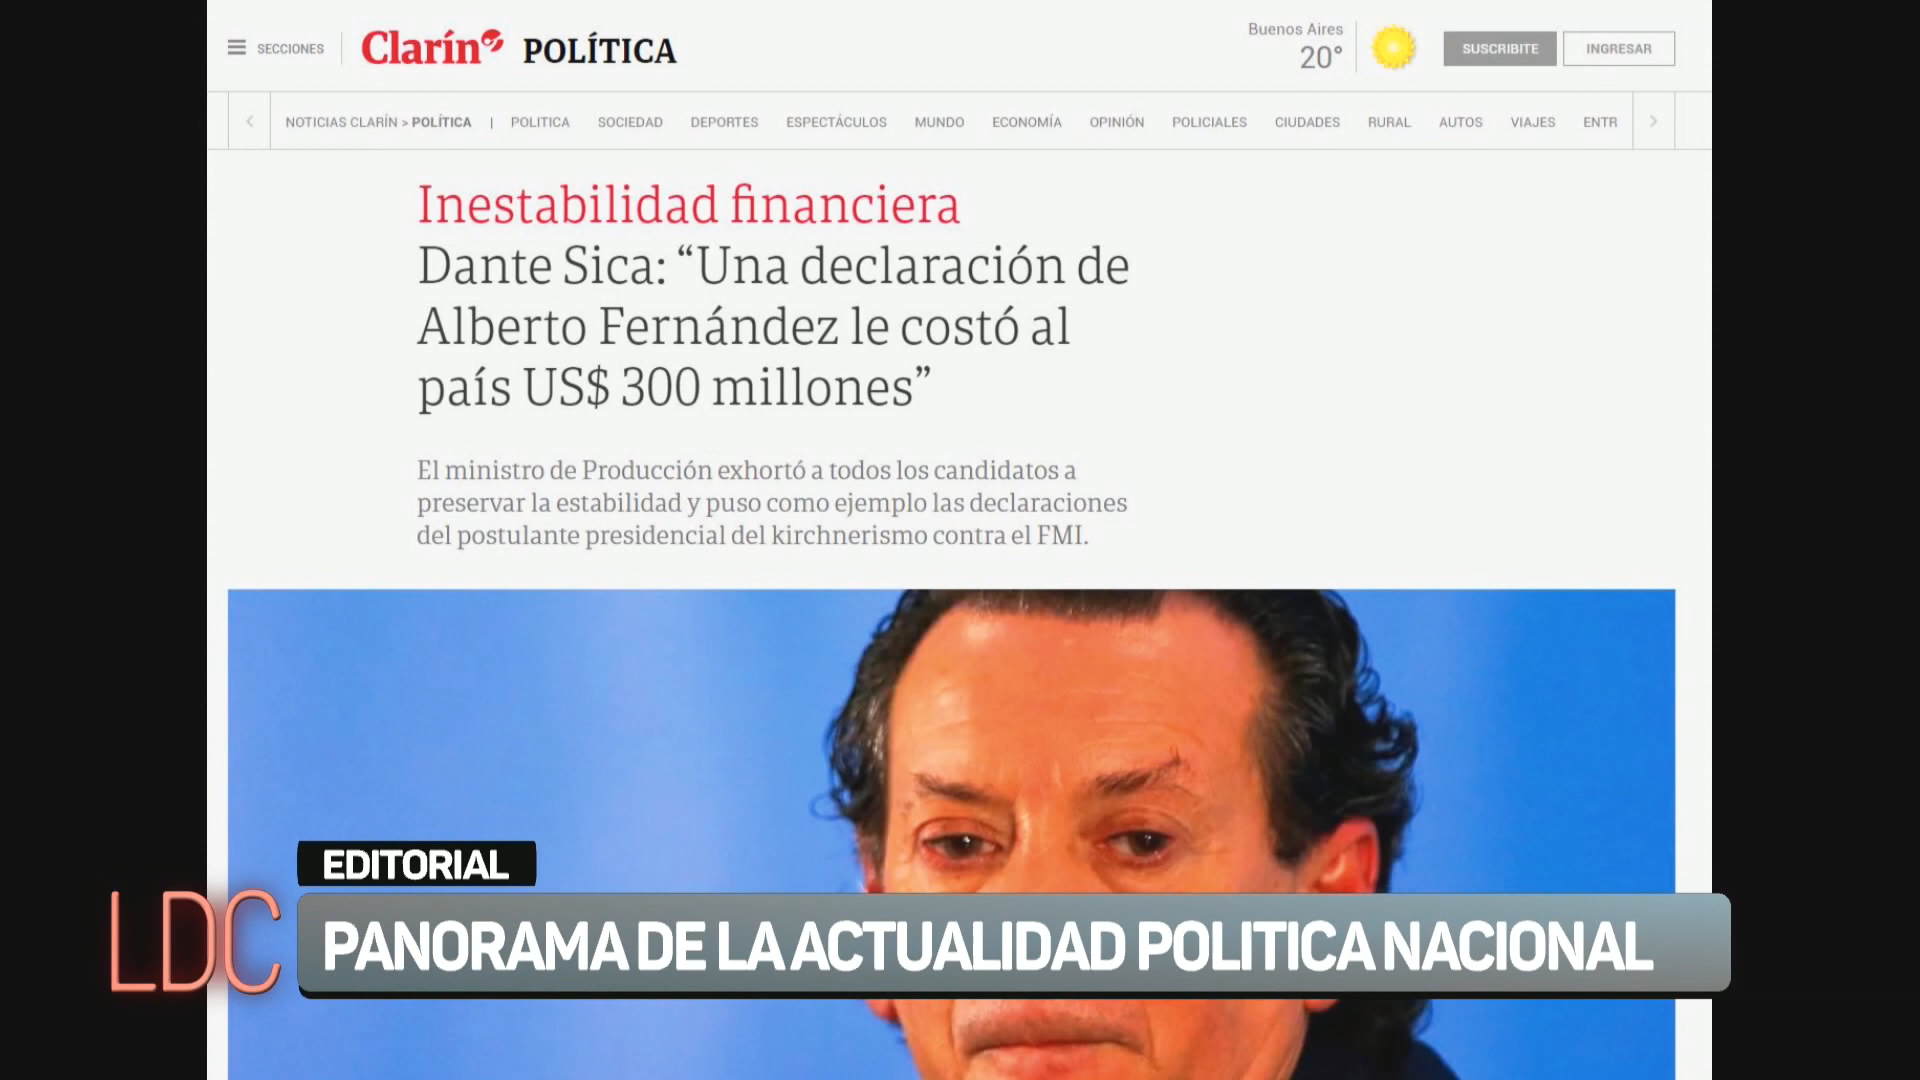 SECCIONES
Clarín POLÍTICA
Buenos Aires
20°
SUSCRIBITE
INGRESAR
NOTICIAS CLARÍN > POLÍTICA | POLITICA SOCIEDAD DEPORTES ESPECTÁCULOS MUNDO ECONOMÍA OPINIÓN POLICIALES CIUDADES RURAL AUTOS VIAJES ENTR
Inestabilidad financiera
Dante Sica: “Una declaración de
Alberto Fernández le costó al
país US$ 300 millones”
El ministro de Producción exhortó a todos los candidatos a
preservar la estabilidad y puso como ejemplo las declaraciones
del postulante presidencial del kirchnerismo contra el FMI.
EDITORIAL
LDC
PANORAMA DE LA ACTUALIDAD POLITICA NACIONAL